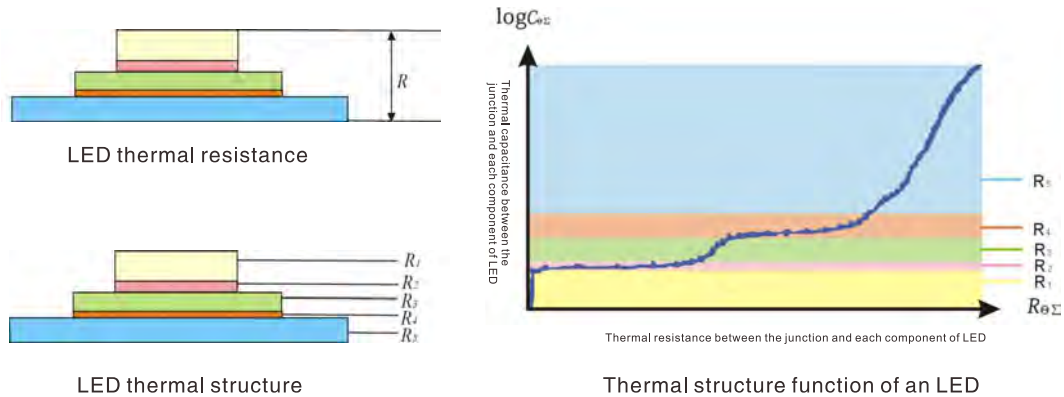 R
LED thermal resistance
R1
R2
R3
R4
R5
LED thermal structure
logCθΣ
Thermal capacitance between the
junction and each component of LED
R5
R4
R3
R2
R1
RθΣ
Thermal resistance between the junction and each component of LED
Thermal structure function of an LED